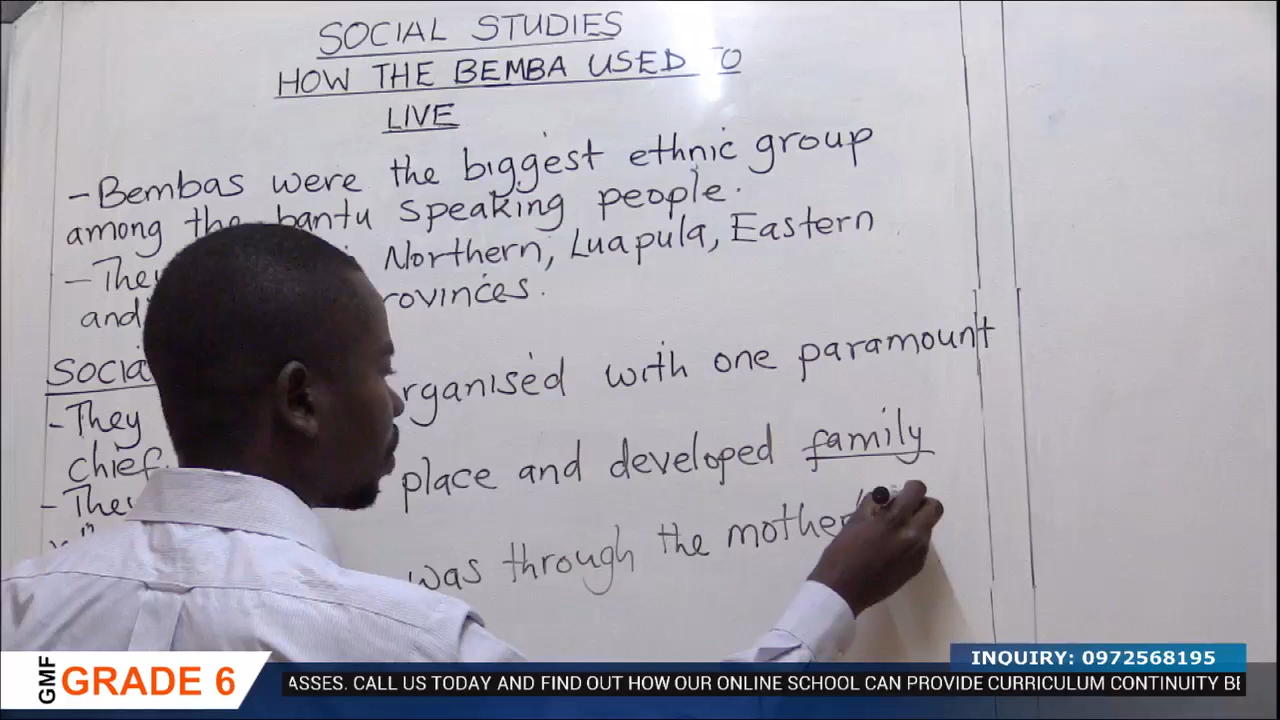 SOCIAL STUDIES
HOW THE BEMBA USED TO
LIVE
- Bembas were the biggest ethnic group
among the bantu speaking people.
- They Northern, Luapula, Eastern
and rovinces.
Socia
- They rganised with one paramount
chief.
- They place and developed family
was through the mother
INQUIRY: 0972568195
GMF GRADE 6
ASSES. CALL US TODAY AND FIND OUT HOW OUR ONLINE SCHOOL CAN PROVIDE CURRICULUM CONTINUITY BE